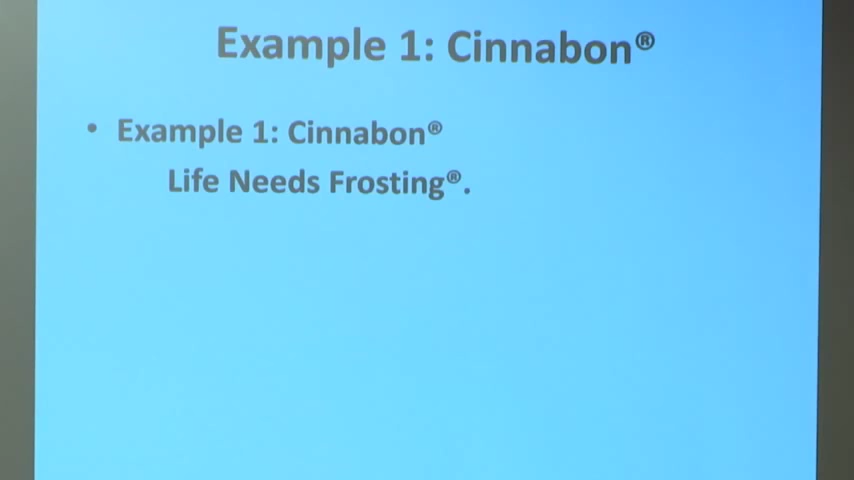 Example 1: Cinnabon®
• Example 1: Cinnabon®
Life Needs Frosting®.